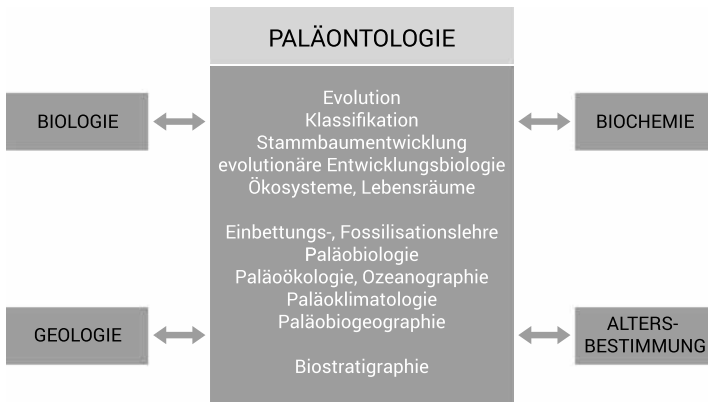 PALÄONTOLOGIE
BIOLOGIE
BIOCHEMIE
Evolution
Klassifikation
Stammbaumentwicklung
evolutionäre Entwicklungsbiologie
Ökosysteme, Lebensräume
Einbettungs-, Fossilisationslehre
Paläobiologie
Paläoökologie, Ozeanographie
Paläoklimatologie
Paläobiogeographie
Biostratigraphie
GEOLOGIE
ALTERS-
BESTIMMUNG